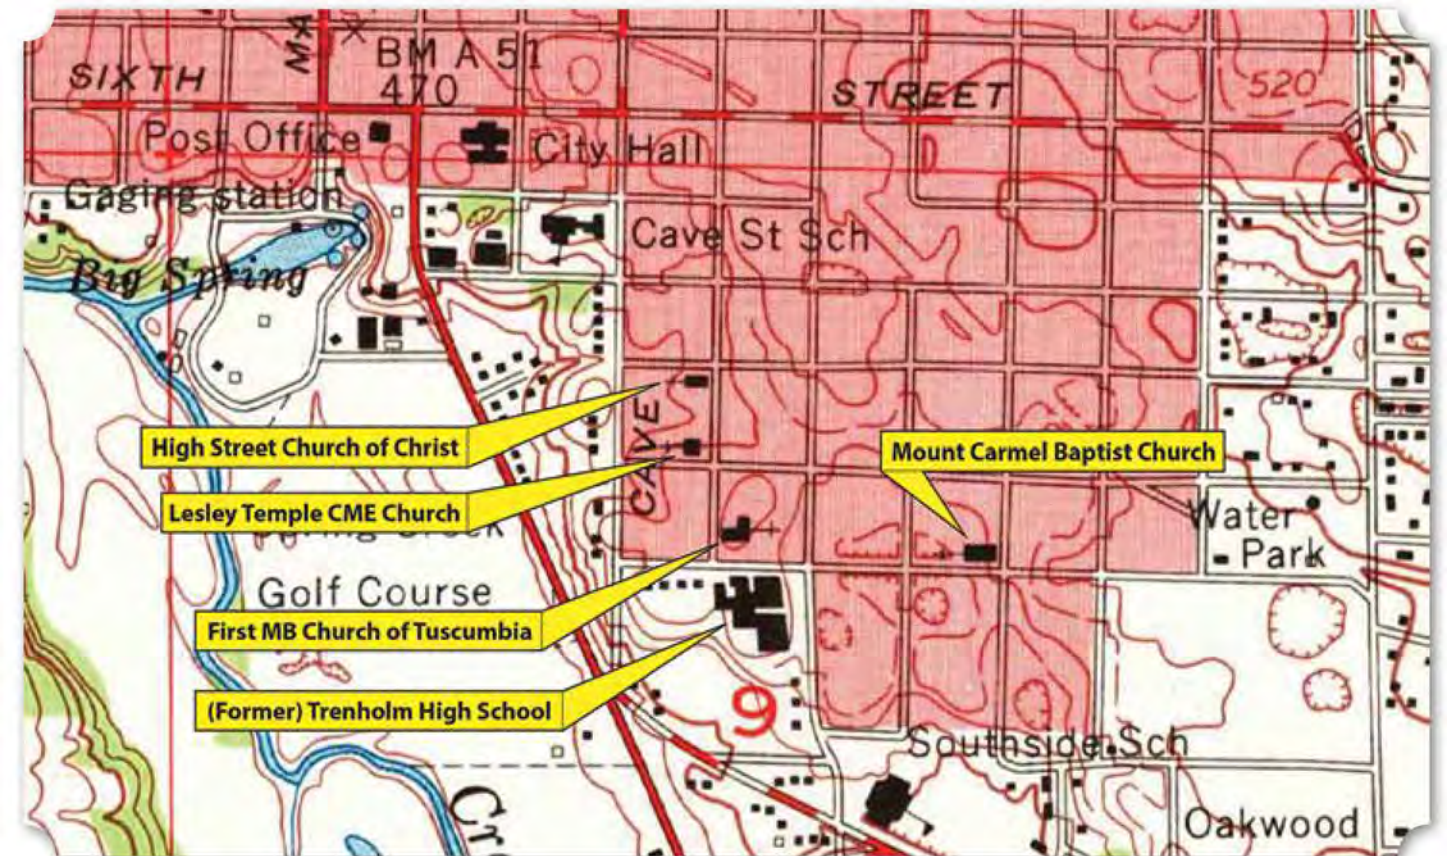 MA
BM A 51
470
SIXTH
STREET
520
Post Office
City Hall
Gaging station
Cave St Sch
Big Spring
CAVE
High Street Church of Christ
Mount Carmel Baptist Church
Lesley Temple CME Church
Water
Park
Golf Course
First MB Church of Tuscumbia
(Former) Trenholm High School
9
Southside Sch
Cr
Oakwood